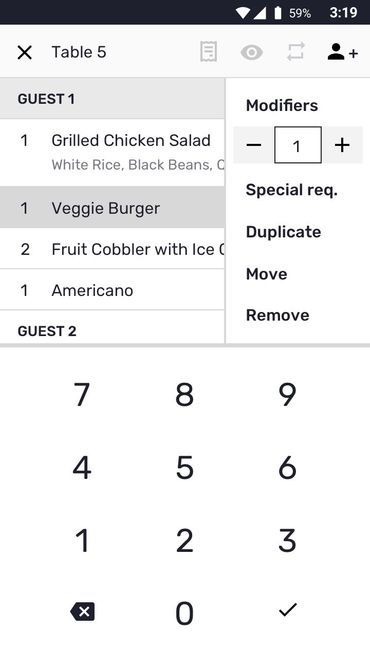 59% 3:19
Table 5
GUEST 1
1 Grilled Chicken Salad
White Rice, Black Beans,
1 Veggie Burger
2 Fruit Cobbler with Ice
1 Americano
GUEST 2
Modifiers
− 1 +
Special req.
Duplicate
Move
Remove
7 8 9
4 5 6
1 2 3
0